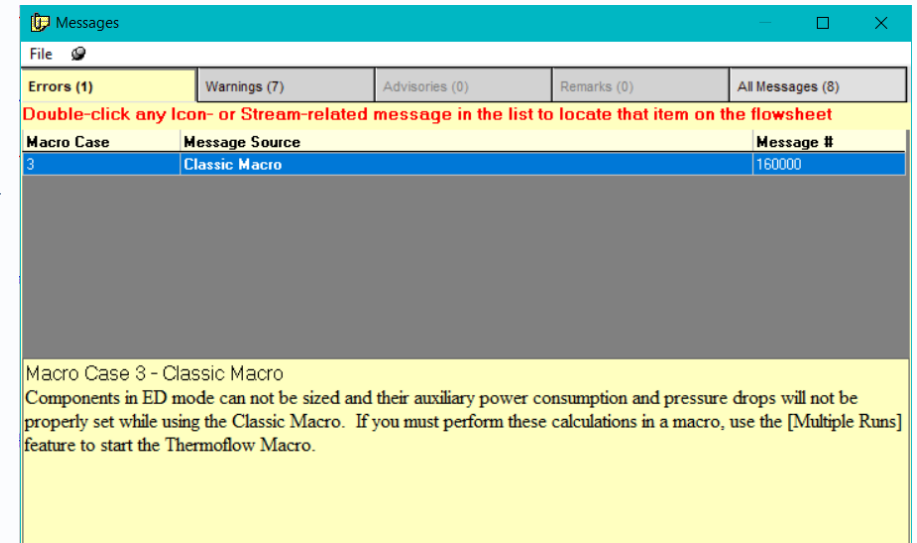 Messages
File
Errors (1) Warnings (7) Advisories (0) Remarks (0) All Messages (8)
Double-click any Icon- or Stream-related message in the list to locate that item on the flowsheet
Macro Case Message Source Message #
3 Classic Macro 160000
Macro Case 3 - Classic Macro
Components in ED mode can not be sized and their auxiliary power consumption and pressure drops will not be
properly set while using the Classic Macro. If you must perform these calculations in a macro, use the [Multiple Runs]
feature to start the Thermoflow Macro.